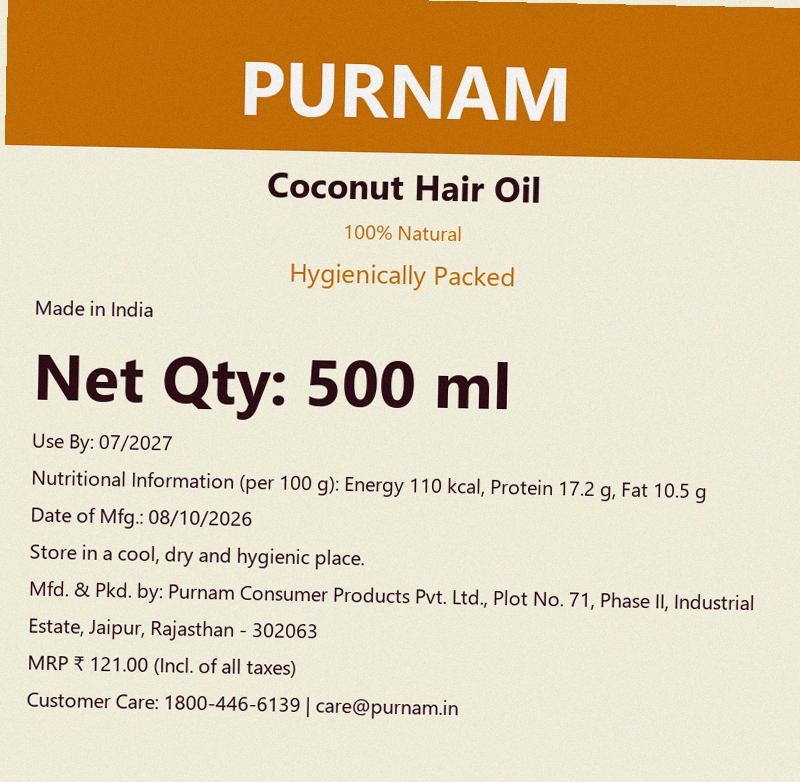 PURNAM
Coconut Hair Oil
100% Natural
Hygienically Packed
Made in India
Net Qty: 500 ml
Use By: 07/2027
Nutritional Information (per 100 g): Energy 110 kcal, Protein 17.2 g, Fat 10.5 g
Date of Mfg.: 08/10/2026
Store in a cool, dry and hygienic place.
Mfd. & Pkd. by: Purnam Consumer Products Pvt. Ltd., Plot No. 71, Phase II, Industrial
Estate, Jaipur, Rajasthan - 302063
MRP ₹ 121.00 (Incl. of all taxes)
Customer Care: 1800-446-6139 | care@purnam.in